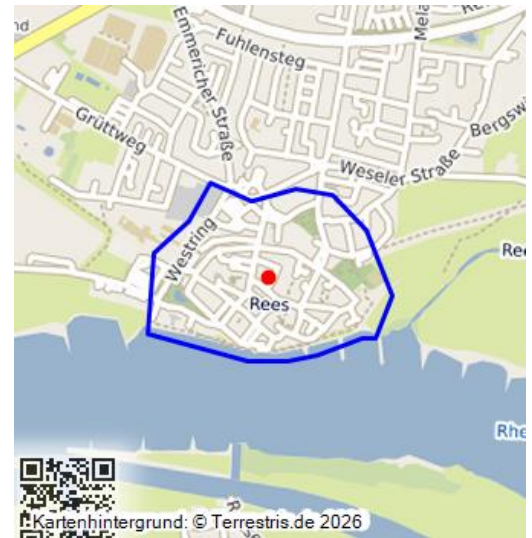 Emmericher Straße
Fuhlensteg
Grüttweg
Weseler Straße
Westring
Rees
Kartenhintergrund: © Terrestris.de 2026